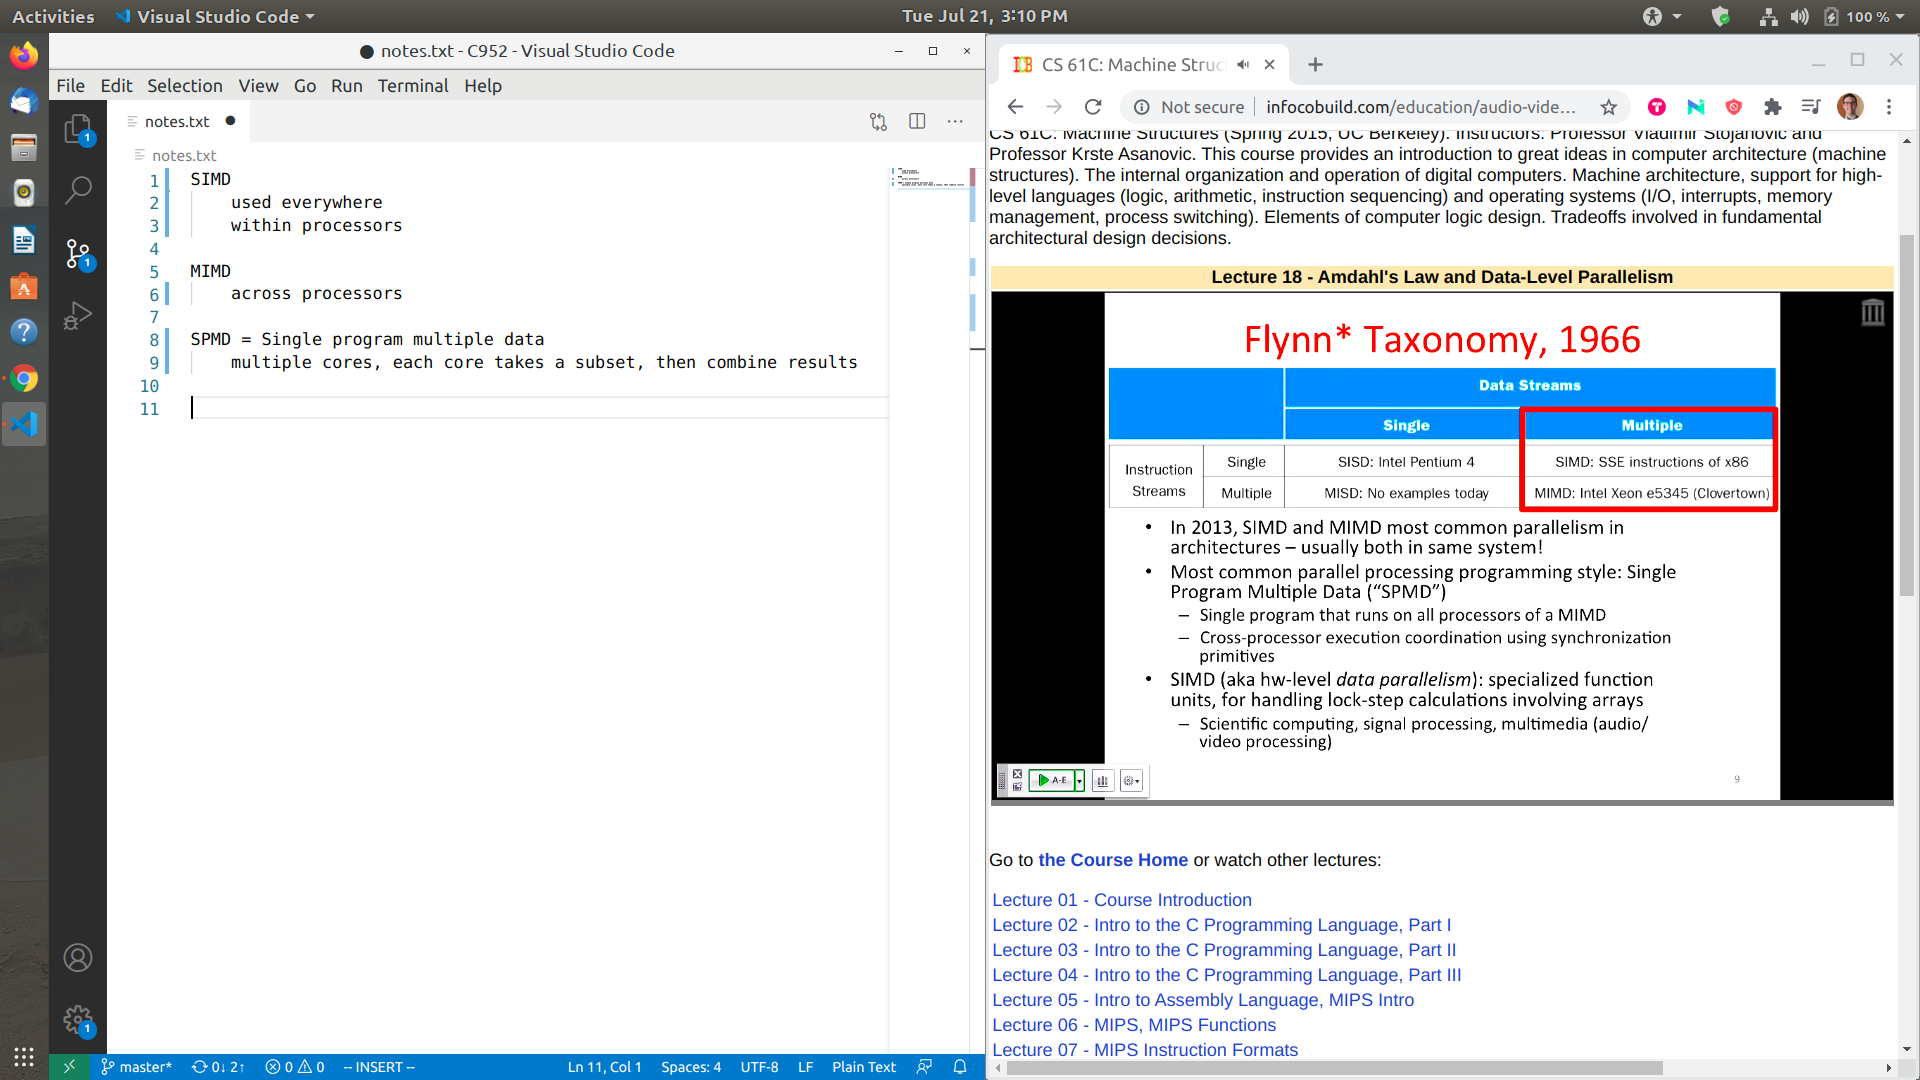 Activities
Visual Studio Code
Tue Jul 21, 3:10 PM
100 %
notes.txt - C952 - Visual Studio Code
File Edit Selection View Go Run Terminal Help
notes.txt
notes.txt
1 SIMD
2 used everywhere
3 within processors
4
5 MIMD
6 across processors
7
8 SPMD = Single program multiple data
9 multiple cores, each core takes a subset, then combine results
10
11
1
1
1
master*
0↓ 2↑
0
0
-- INSERT --
Ln 11, Col 1
Spaces: 4
UTF-8
LF
Plain Text
CS 61C: Machine Struc
Not secure
infocobuild.com/education/audio-vide...
CS 61C: Machine Structures (Spring 2015, UC Berkeley). Instructors: Professor Vladimir Stojanovic and
Professor Krste Asanovic. This course provides an introduction to great ideas in computer architecture (machine
structures). The internal organization and operation of digital computers. Machine architecture, support for high-
level languages (logic, arithmetic, instruction sequencing) and operating systems (I/O, interrupts, memory
management, process switching). Elements of computer logic design. Tradeoffs involved in fundamental
architectural design decisions.
Lecture 18 - Amdahl's Law and Data-Level Parallelism
Flynn* Taxonomy, 1966
Data Streams
Single
Multiple
Instruction Streams
Single
SISD: Intel Pentium 4
SIMD: SSE instructions of x86
Multiple
MISD: No examples today
MIMD: Intel Xeon e5345 (Clovertown)
• In 2013, SIMD and MIMD most common parallelism in
architectures – usually both in same system!
• Most common parallel processing programming style: Single
Program Multiple Data (“SPMD”)
– Single program that runs on all processors of a MIMD
– Cross-processor execution coordination using synchronization
primitives
• SIMD (aka hw-level data parallelism): specialized function
units, for handling lock-step calculations involving arrays
– Scientific computing, signal processing, multimedia (audio/
video processing)
A-E
9
Go to the Course Home or watch other lectures:
Lecture 01 - Course Introduction
Lecture 02 - Intro to the C Programming Language, Part I
Lecture 03 - Intro to the C Programming Language, Part II
Lecture 04 - Intro to the C Programming Language, Part III
Lecture 05 - Intro to Assembly Language, MIPS Intro
Lecture 06 - MIPS, MIPS Functions
Lecture 07 - MIPS Instruction Formats